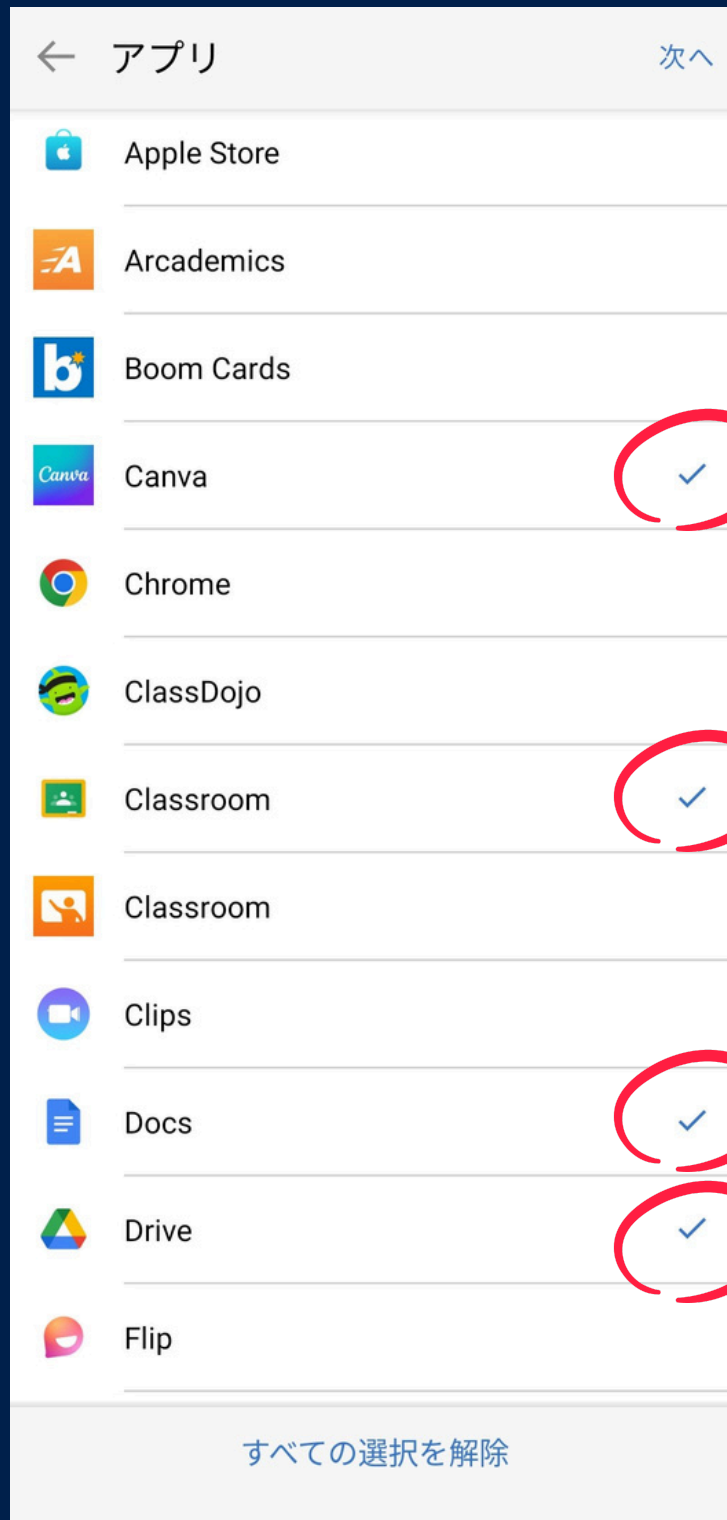 アプリ 次へ
Apple Store
Arcademics
Boom Cards
Canva Canva
Chrome
ClassDojo
Classroom
Classroom
Clips
Docs
Drive
Flip
すべての選択を解除